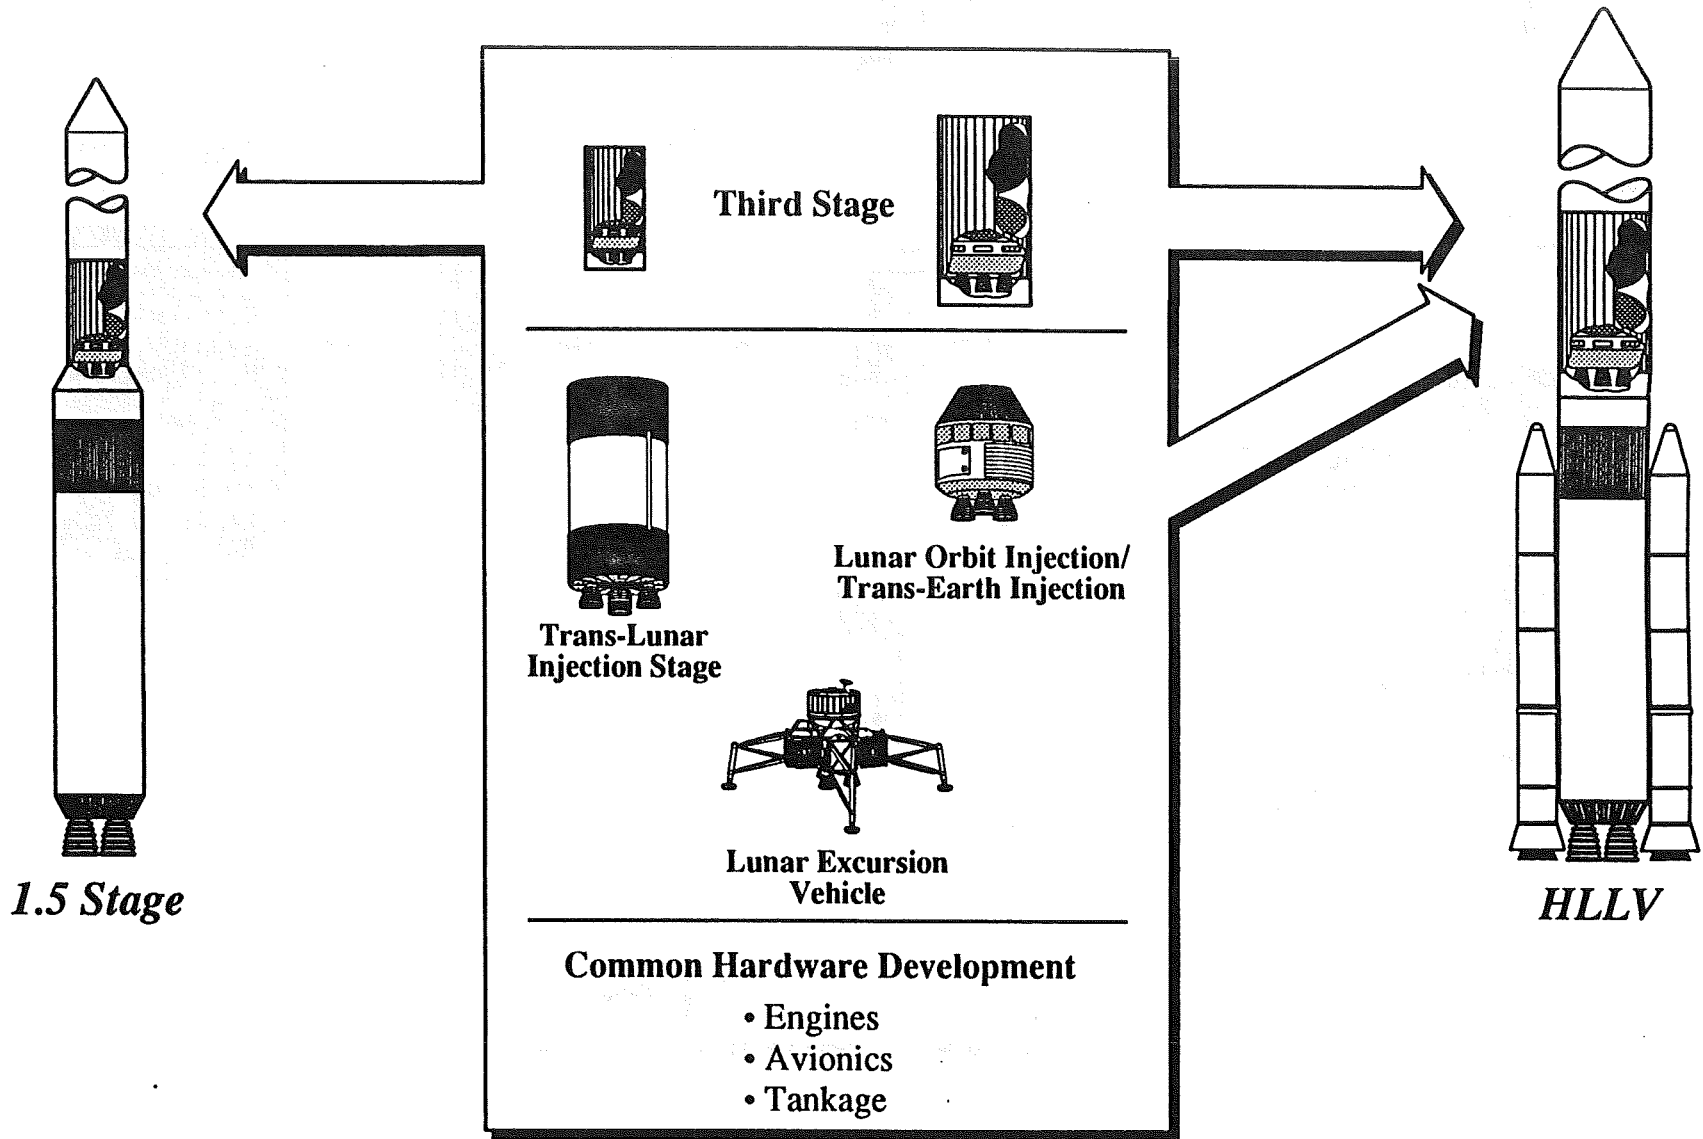 Third Stage
Lunar Orbit Injection/
Trans-Earth Injection
Trans-Lunar
Injection Stage
Lunar Excursion
Vehicle
1.5 Stage
HLLV
Common Hardware Development
• Engines
• Avionics
• Tankage